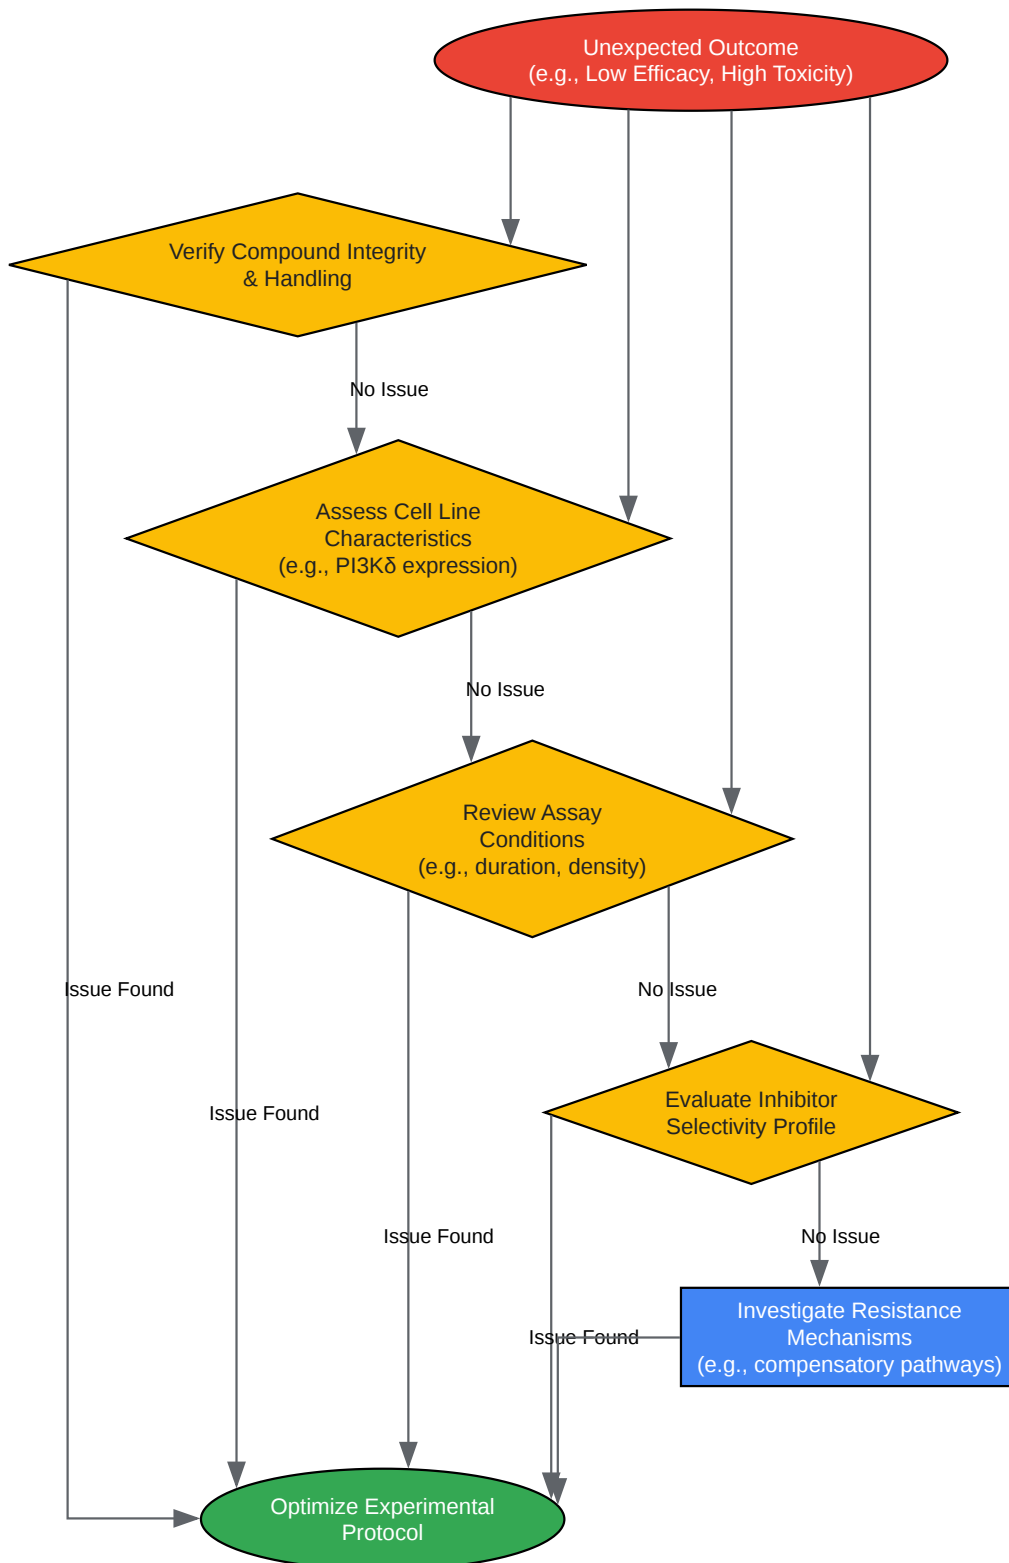 Unexpected Outcome
(e.g., Low Efficacy, High Toxicity)
Verify Compound Integrity
& Handling
No Issue
Assess Cell Line
Characteristics
(e.g., PI3Kδ expression)
No Issue
Review Assay
Conditions
(e.g., duration, density)
Issue Found
No Issue
Evaluate Inhibitor
Selectivity Profile
Issue Found
Issue Found
No Issue
Investigate Resistance
Mechanisms
(e.g., compensatory pathways)
Issue Found
Optimize Experimental
Protocol